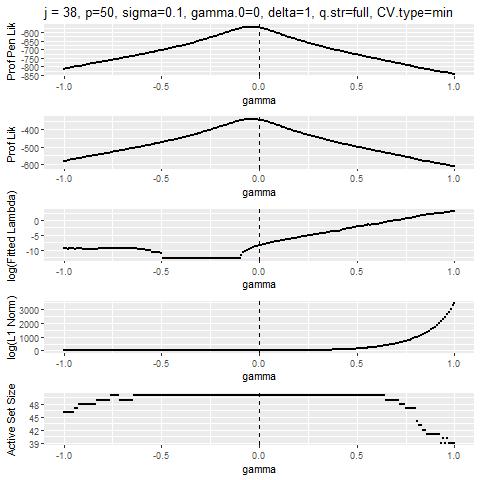 j = 38, p=50, sigma=0.1, gamma.0=0, delta=1, q.str=full, CV.type=min
Prof Pen Lik
-600
-650
-700
-750
-800
-850
-1.0 -0.5 0.0 0.5 1.0
gamma
Prof Lik
-400
-500
-600
-1.0 -0.5 0.0 0.5 1.0
gamma
log(Fitted Lambda)
0
-5
-10
-1.0 -0.5 0.0 0.5 1.0
gamma
log(L1 Norm)
3000
2000
1000
0
-1.0 -0.5 0.0 0.5 1.0
gamma
Active Set Size
48
45
42
39
-1.0 -0.5 0.0 0.5 1.0
gamma